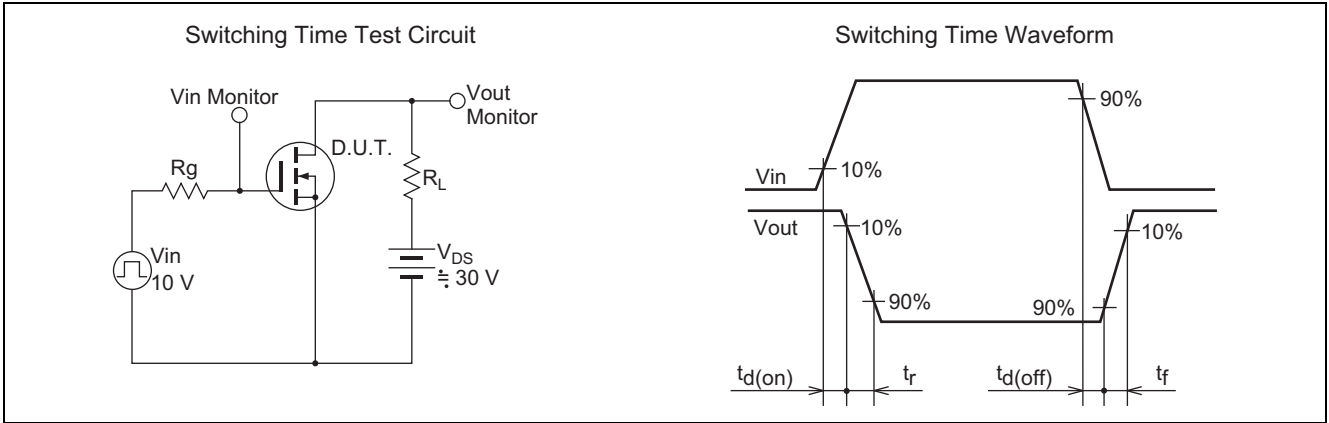 Switching Time Test Circuit
Vin Monitor
Vout
Monitor
D.U.T.
Rg
RL
Vin
10 V
VDS
≒ 30 V
Switching Time Waveform
90%
10%
Vin
Vout
10%
10%
90%
90%
td(on)
tr
td(off)
tf